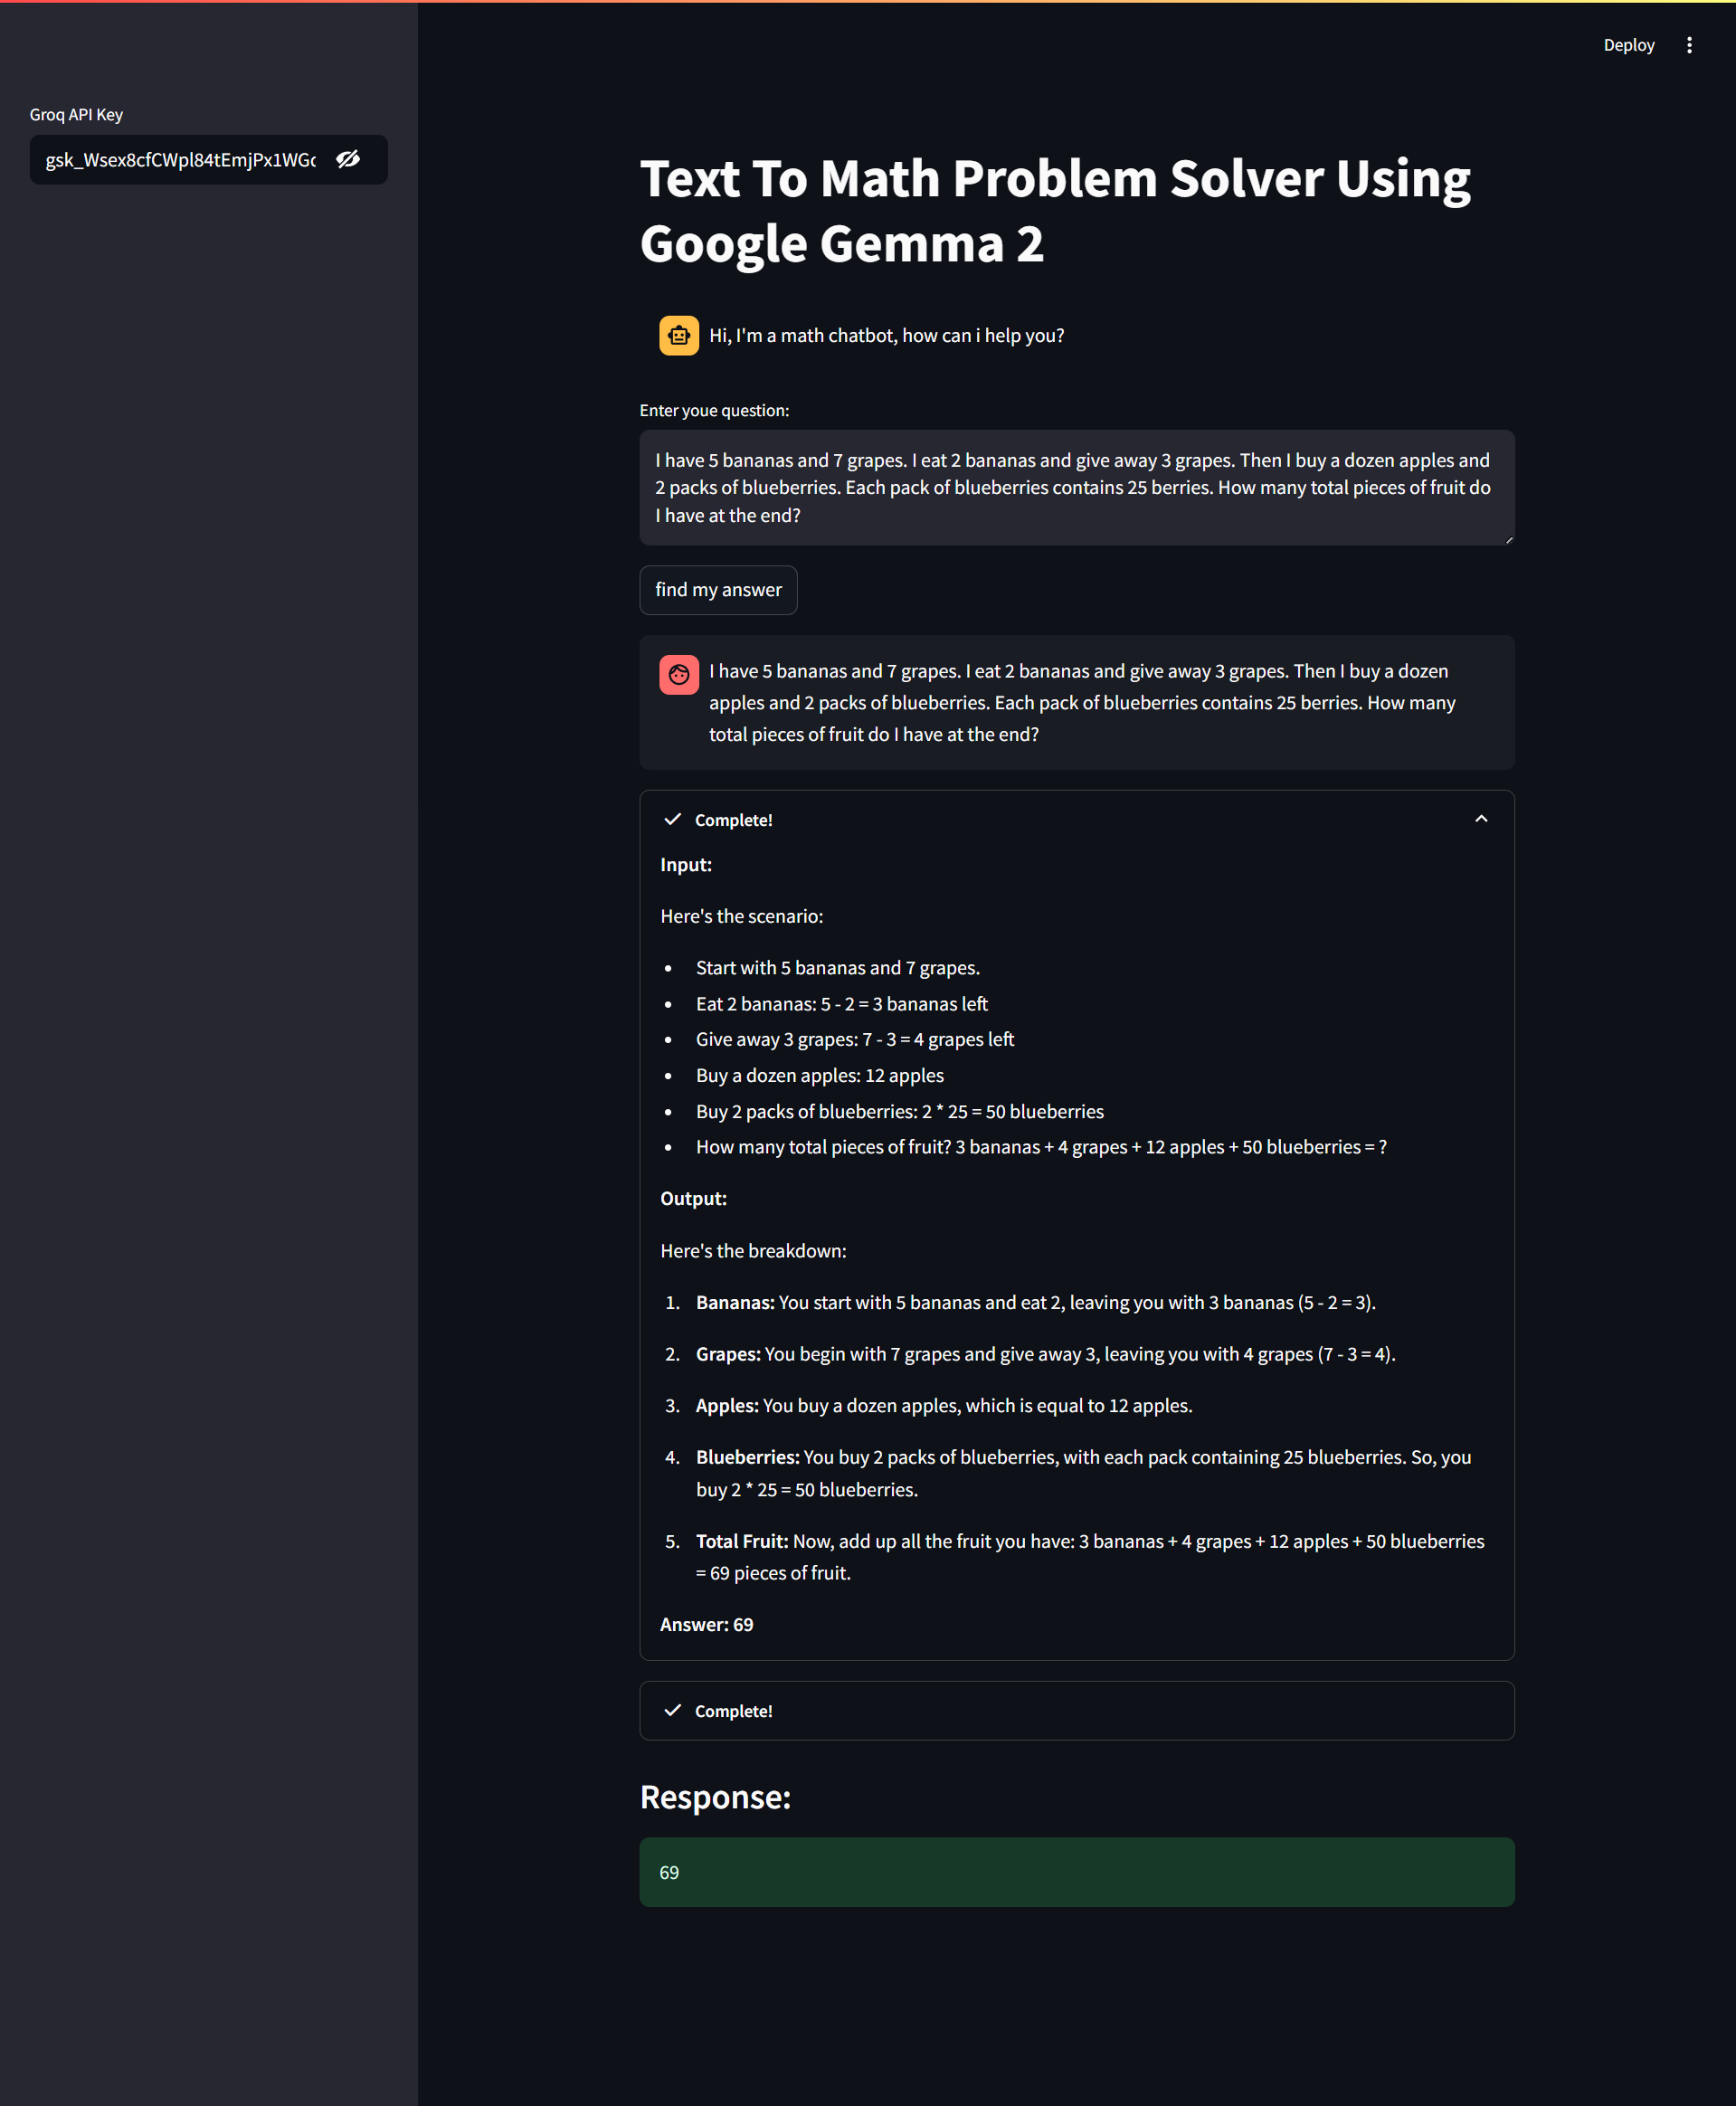 Deploy
Groq API Key
Text To Math Problem Solver Using
Google Gemma 2
Hi, I'm a math chatbot, how can i help you?
Enter youe question:
I have 5 bananas and 7 grapes. I eat 2 bananas and give away 3 grapes. Then I buy a dozen apples and
2 packs of blueberries. Each pack of blueberries contains 25 berries. How many total pieces of fruit do
I have at the end?
find my answer
I have 5 bananas and 7 grapes. I eat 2 bananas and give away 3 grapes. Then I buy a dozen
apples and 2 packs of blueberries. Each pack of blueberries contains 25 berries. How many
total pieces of fruit do I have at the end?
Complete!
Input:
Here's the scenario:
• Start with 5 bananas and 7 grapes.
• Eat 2 bananas: 5 - 2 = 3 bananas left
• Give away 3 grapes: 7 - 3 = 4 grapes left
• Buy a dozen apples: 12 apples
• Buy 2 packs of blueberries: 2 * 25 = 50 blueberries
• How many total pieces of fruit? 3 bananas + 4 grapes + 12 apples + 50 blueberries = ?
Output:
Here's the breakdown:
1. Bananas: You start with 5 bananas and eat 2, leaving you with 3 bananas (5 - 2 = 3).
2. Grapes: You begin with 7 grapes and give away 3, leaving you with 4 grapes (7 - 3 = 4).
3. Apples: You buy a dozen apples, which is equal to 12 apples.
4. Blueberries: You buy 2 packs of blueberries, with each pack containing 25 blueberries. So, you
buy 2 * 25 = 50 blueberries.
5. Total Fruit: Now, add up all the fruit you have: 3 bananas + 4 grapes + 12 apples + 50 blueberries
= 69 pieces of fruit.
Answer: 69
Complete!
Response:
69